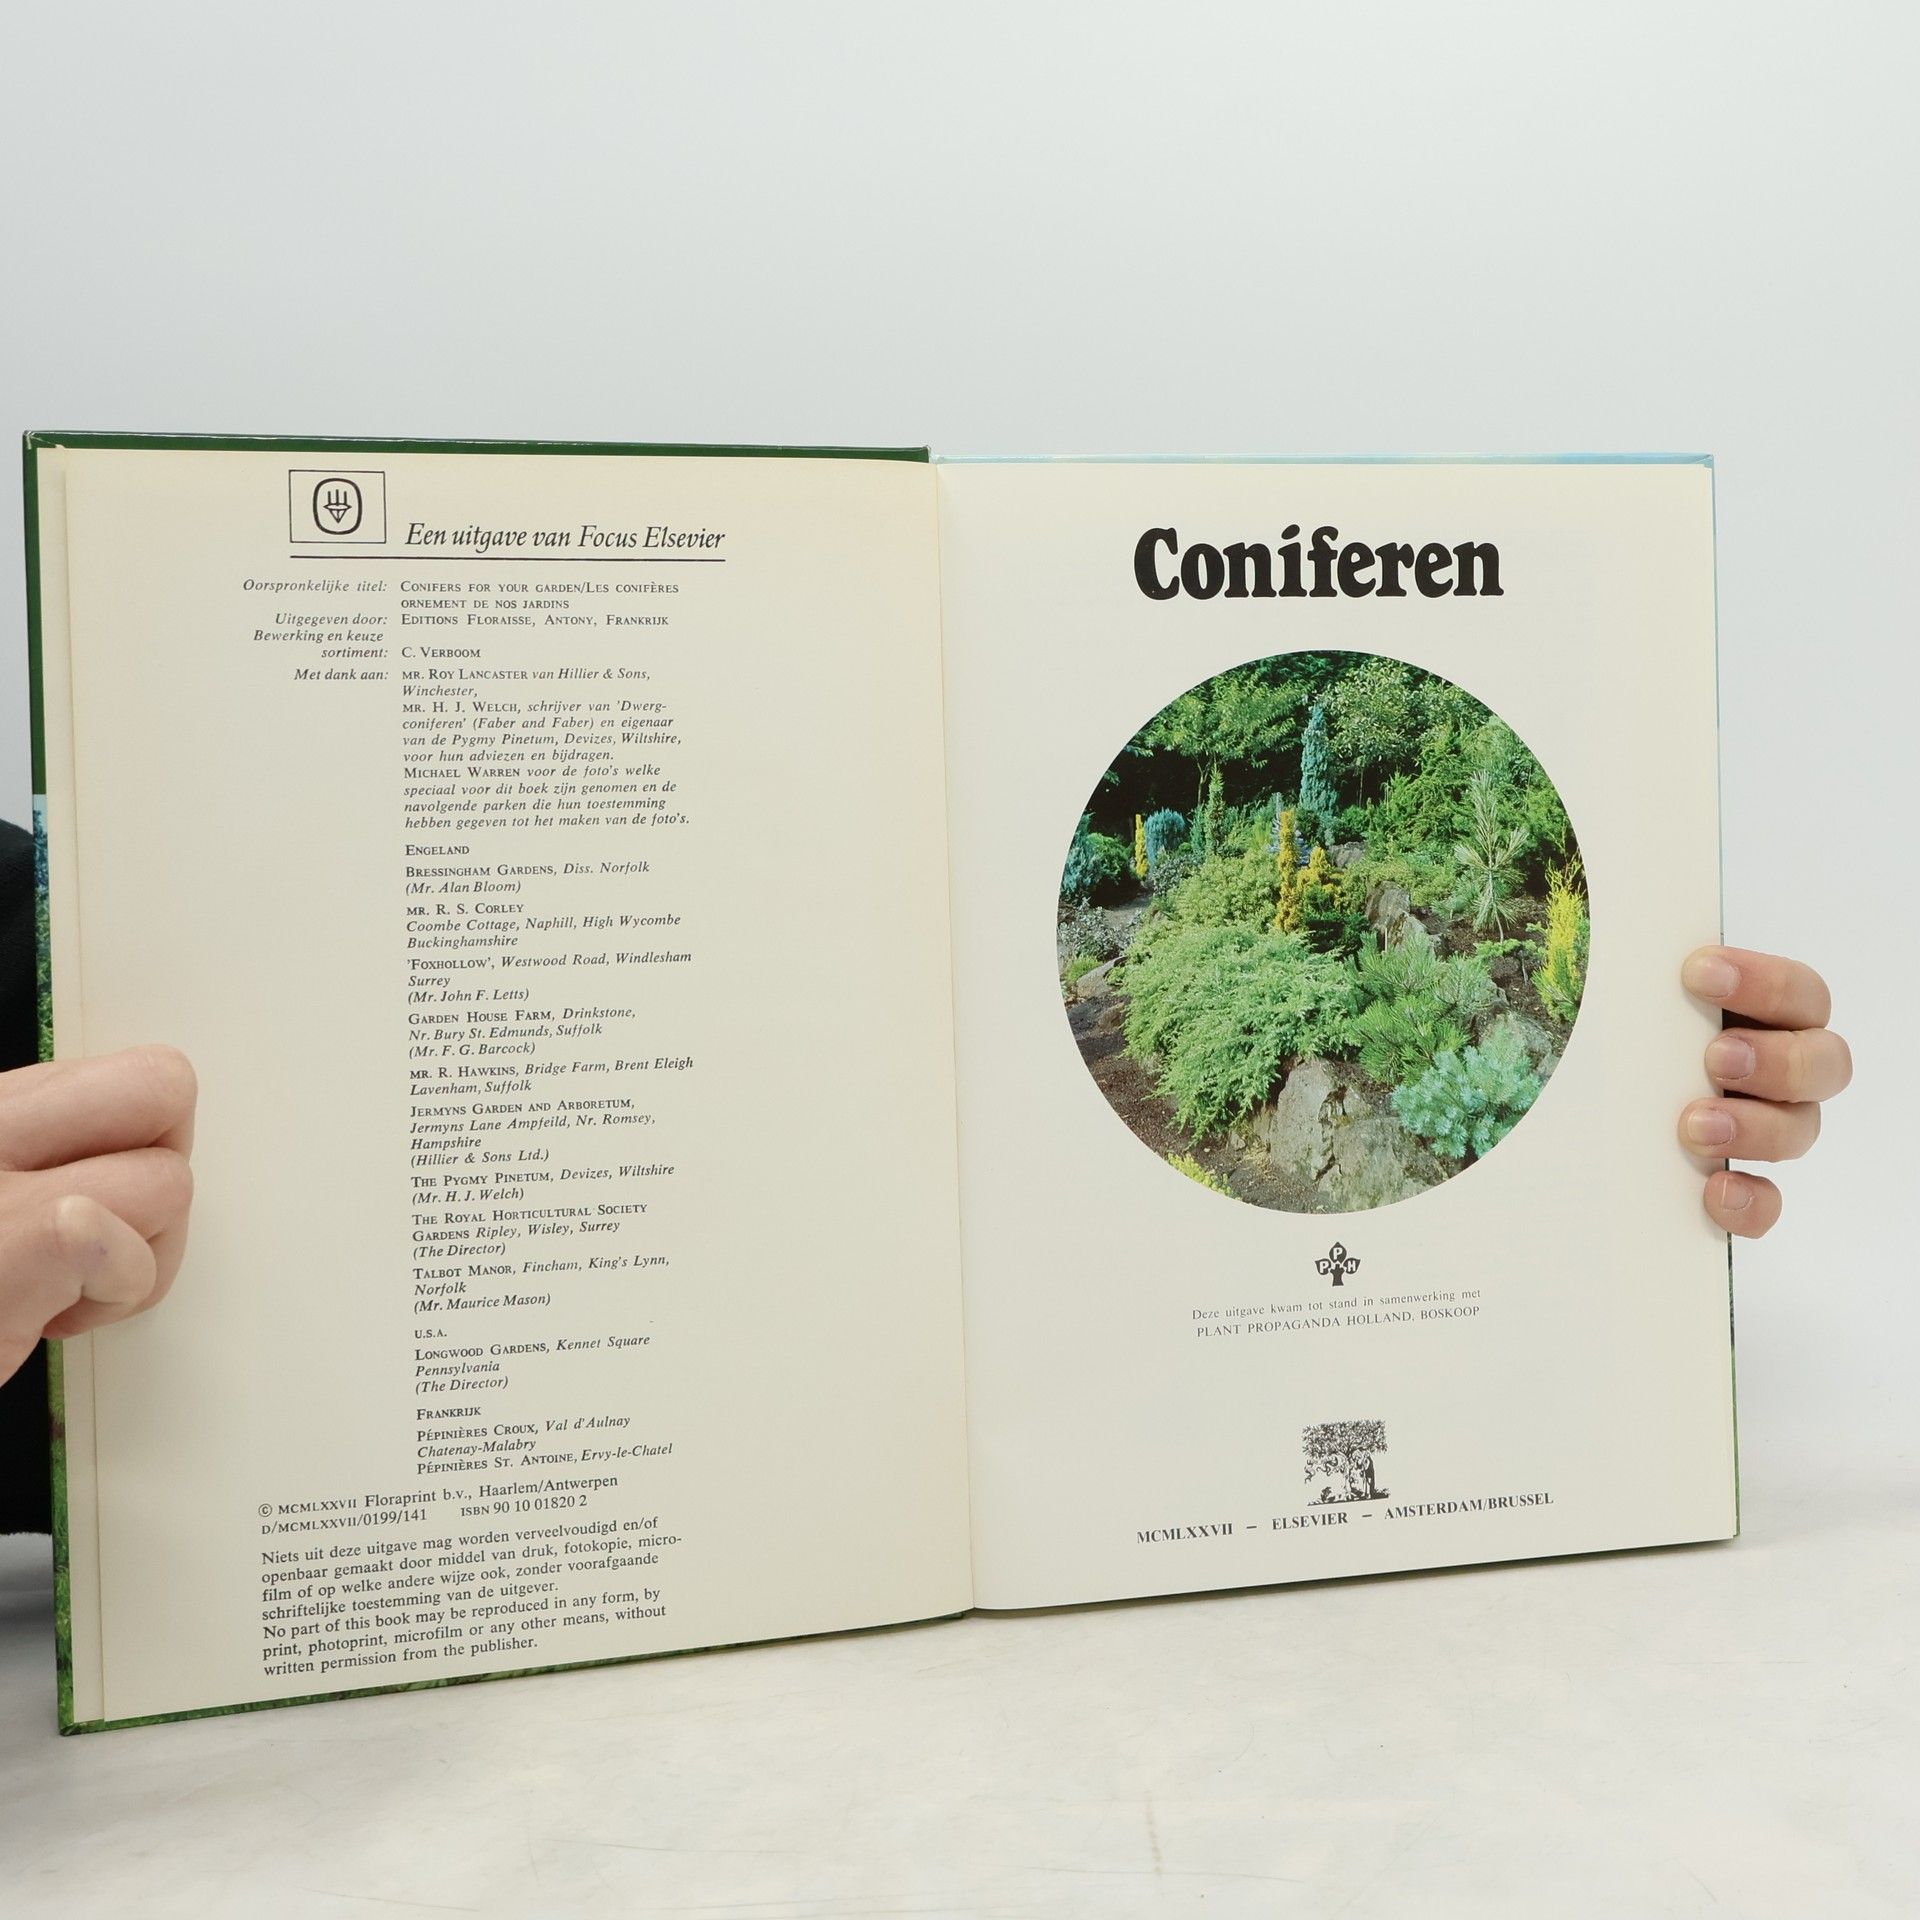 Een uitgave van Focus Elsevier
Oorspronkelijke titel: CONIFERS FOR YOUR GARDEN/LES CONIFÈRES
ORNEMENT DE NOS JARDINS
Uitgegeven door: EDITIONS FLORAISSE, ANTONY, FRANKRIJK
Bewerking en keuze
sortiment: C. VERBOOM
Met dank aan: MR. ROY LANCASTER van Hillier & Sons,
Winchester,
MR. H. J. WELCH, schrijver van 'Dwerg-
coniferen' (Faber and Faber) en eigenaar
van de Pygmy Pinetum, Devizes, Wiltshire,
voor hun adviezen en bijdragen.
MICHAEL WARREN voor de foto's welke
speciaal voor dit boek zijn genomen en de
navolgende parken die hun toestemming
hebben gegeven tot het maken van de foto's.
ENGELAND
BRESSINGHAM GARDENS, Diss. Norfolk
(Mr. Alan Bloom)
MR. R. S. CORLEY
Coombe Cottage, Naphill, High Wycombe
Buckinghamshire
'FOXHOLLOW', Westwood Road, Windlesham
Surrey
(Mr. John F. Letts)
GARDEN HOUSE FARM, Drinkstone,
Nr. Bury St. Edmunds, Suffolk
(Mr. F. G. Barcock)
MR. R. HAWKINS, Bridge Farm, Brent Eleigh
Lavenham, Suffolk
JERMYNS GARDEN AND ARBORETUM,
Jermyns Lane Ampfeild, Nr. Romsey,
Hampshire
(Hillier & Sons Ltd.)
THE PYGMY PINETUM, Devizes, Wiltshire
(Mr. H. J. Welch)
THE ROYAL HORTICULTURAL SOCIETY
GARDENS Ripley, Wisley, Surrey
(The Director)
TALBOT MANOR, Fincham, King's Lynn,
Norfolk
(Mr. Maurice Mason)
U.S.A.
LONGWOOD GARDENS, Kennet Square
Pennsylvania
(The Director)
FRANKRIJK
PÉPINIÈRES CROUX, Val d'Aulnay
Chatenay-Malabry
PÉPINIÈRES ST. ANTOINE, Ervy-le-Chatel
© MCMLXXVII Floraprint b.v., Haarlem/Antwerpen
D/MCMLXXVII/0199/141 ISBN 90 10 01820 2
Niets uit deze uitgave mag worden verveelvoudigd en/of
openbaar gemaakt door middel van druk, fotokopie, micro-
film of op welke andere wijze ook, zonder voorafgaande
schriftelijke toestemming van de uitgever.
No part of this book may be reproduced in any form, by
print, photoprint, microfilm or any other means, without
written permission from the publisher.
Coniferen
P
P H
Deze uitgave kwam tot stand in samenwerking met
PLANT PROPAGANDA HOLLAND, BOSKOOP
MCMLXXVII – ELSEVIER – AMSTERDAM/BRUSSEL